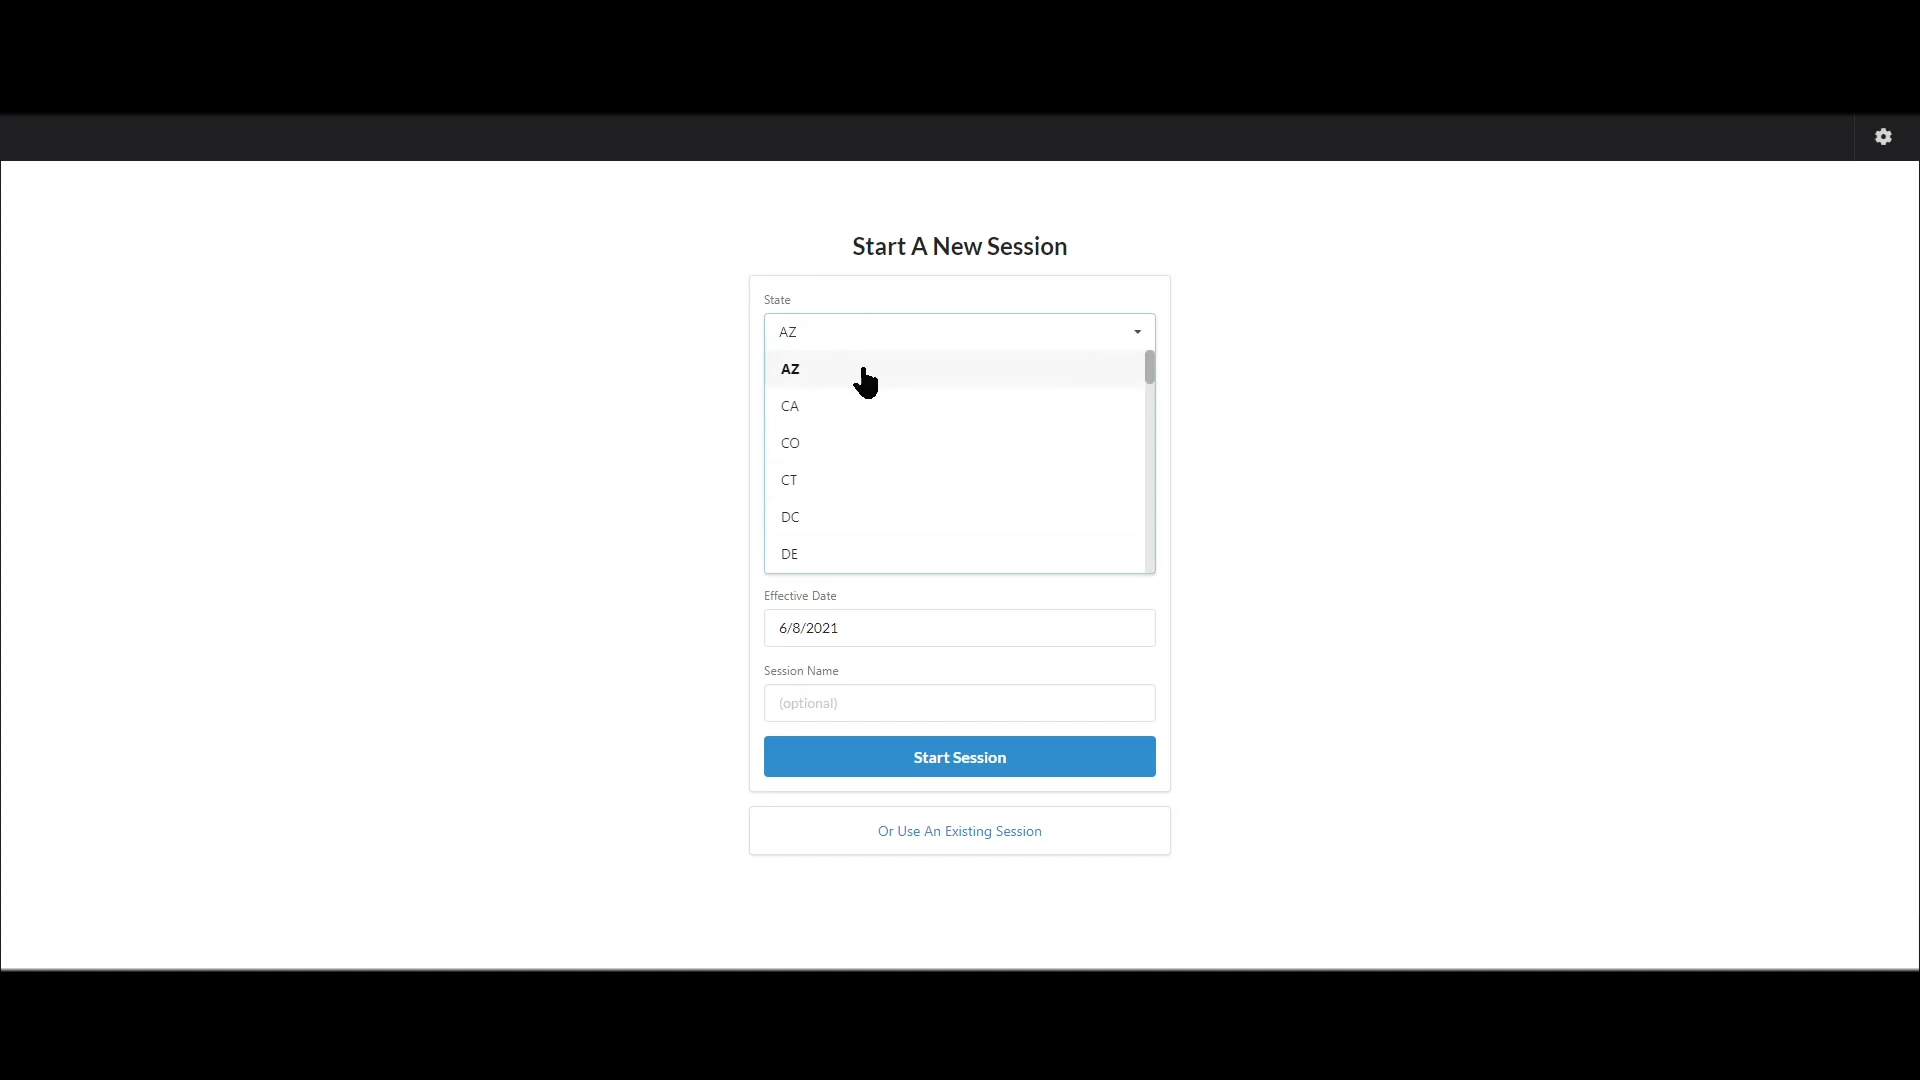 Start A New Session
State
AZ
AZ
CA
CO
CT
DC
DE
Effective Date
6/8/2021
Session Name
(optional)
Start Session
Or Use An Existing Session